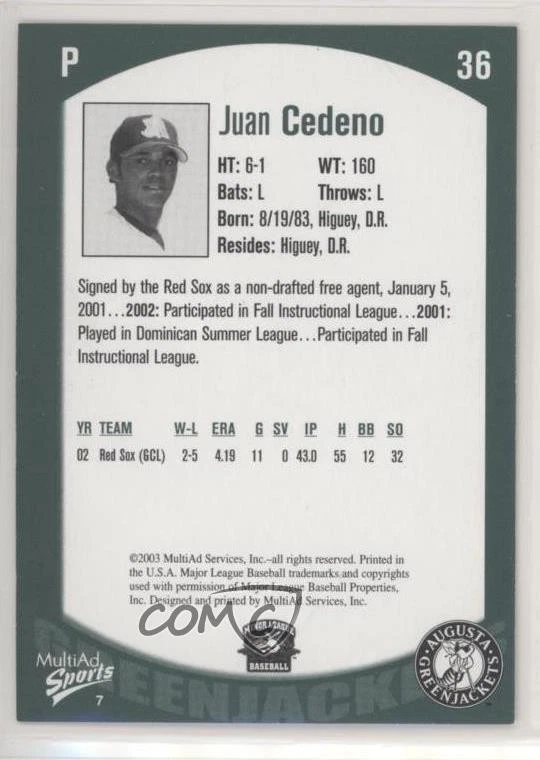 P
36
Juan Cedeno
HT: 6-1 WT: 160
Bats: L Throws: L
Born: 8/19/83, Higuey, D.R.
Resides: Higuey, D.R.
Signed by the Red Sox as a non-drafted free agent, January 5,
2001...2002: Participated in Fall Instructional League...2001:
Played in Dominican Summer League...Participated in Fall
Instructional League.
YR TEAM W-L ERA G SV IP H BB SO
02 Red Sox (GCL) 2-5 4.19 11 0 43.0 55 12 32
©2003 MultiAd Services, Inc.–all rights reserved. Printed in
the U.S.A. Major League Baseball trademarks and copyrights
used with permission of Major League Baseball Properties,
Inc. Designed and printed by MultiAd Services, Inc.
COMC
MINOR LEAGUE
BASEBALL
MultiAd
Sports
7
AUGUSTA
GREENJACKETS
GREENJACKETS